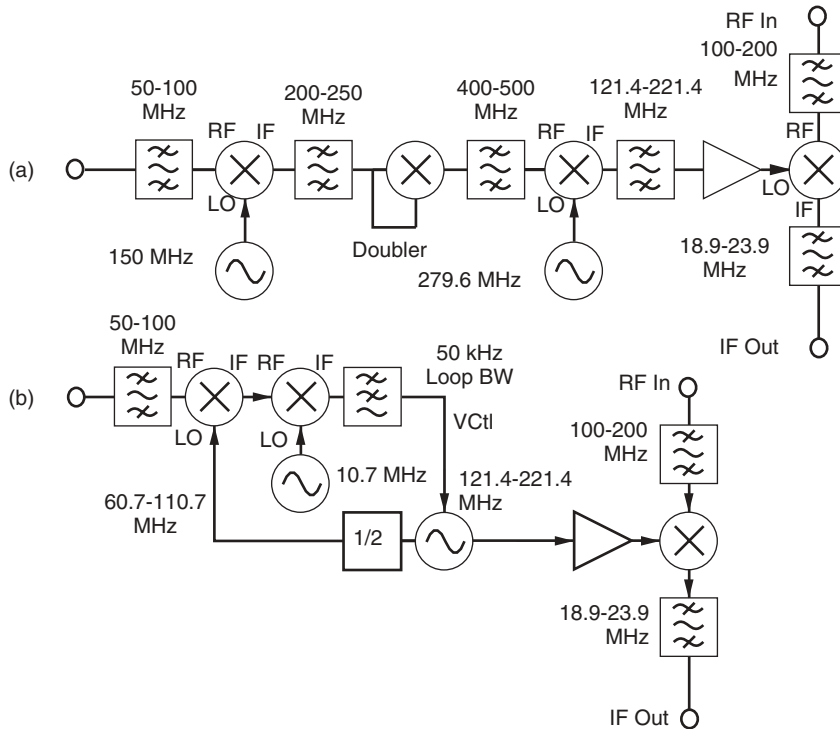 RF In
100-200
MHz
50-100
MHz
200-250
MHz
400-500
MHz
121.4-221.4
MHz
(a)
RF
IF
LO
RF
IF
LO
RF
LO
IF
Doubler
150 MHz
279.6 MHz
18.9-23.9
MHz
IF Out
50-100
MHz
(b)
RF
IF
RF
IF
LO
LO
50 kHz
Loop BW
VCtl
RF In
100-200
MHz
10.7 MHz
121.4-221.4
MHz
60.7-110.7
MHz
1/2
18.9-23.9
MHz
IF Out